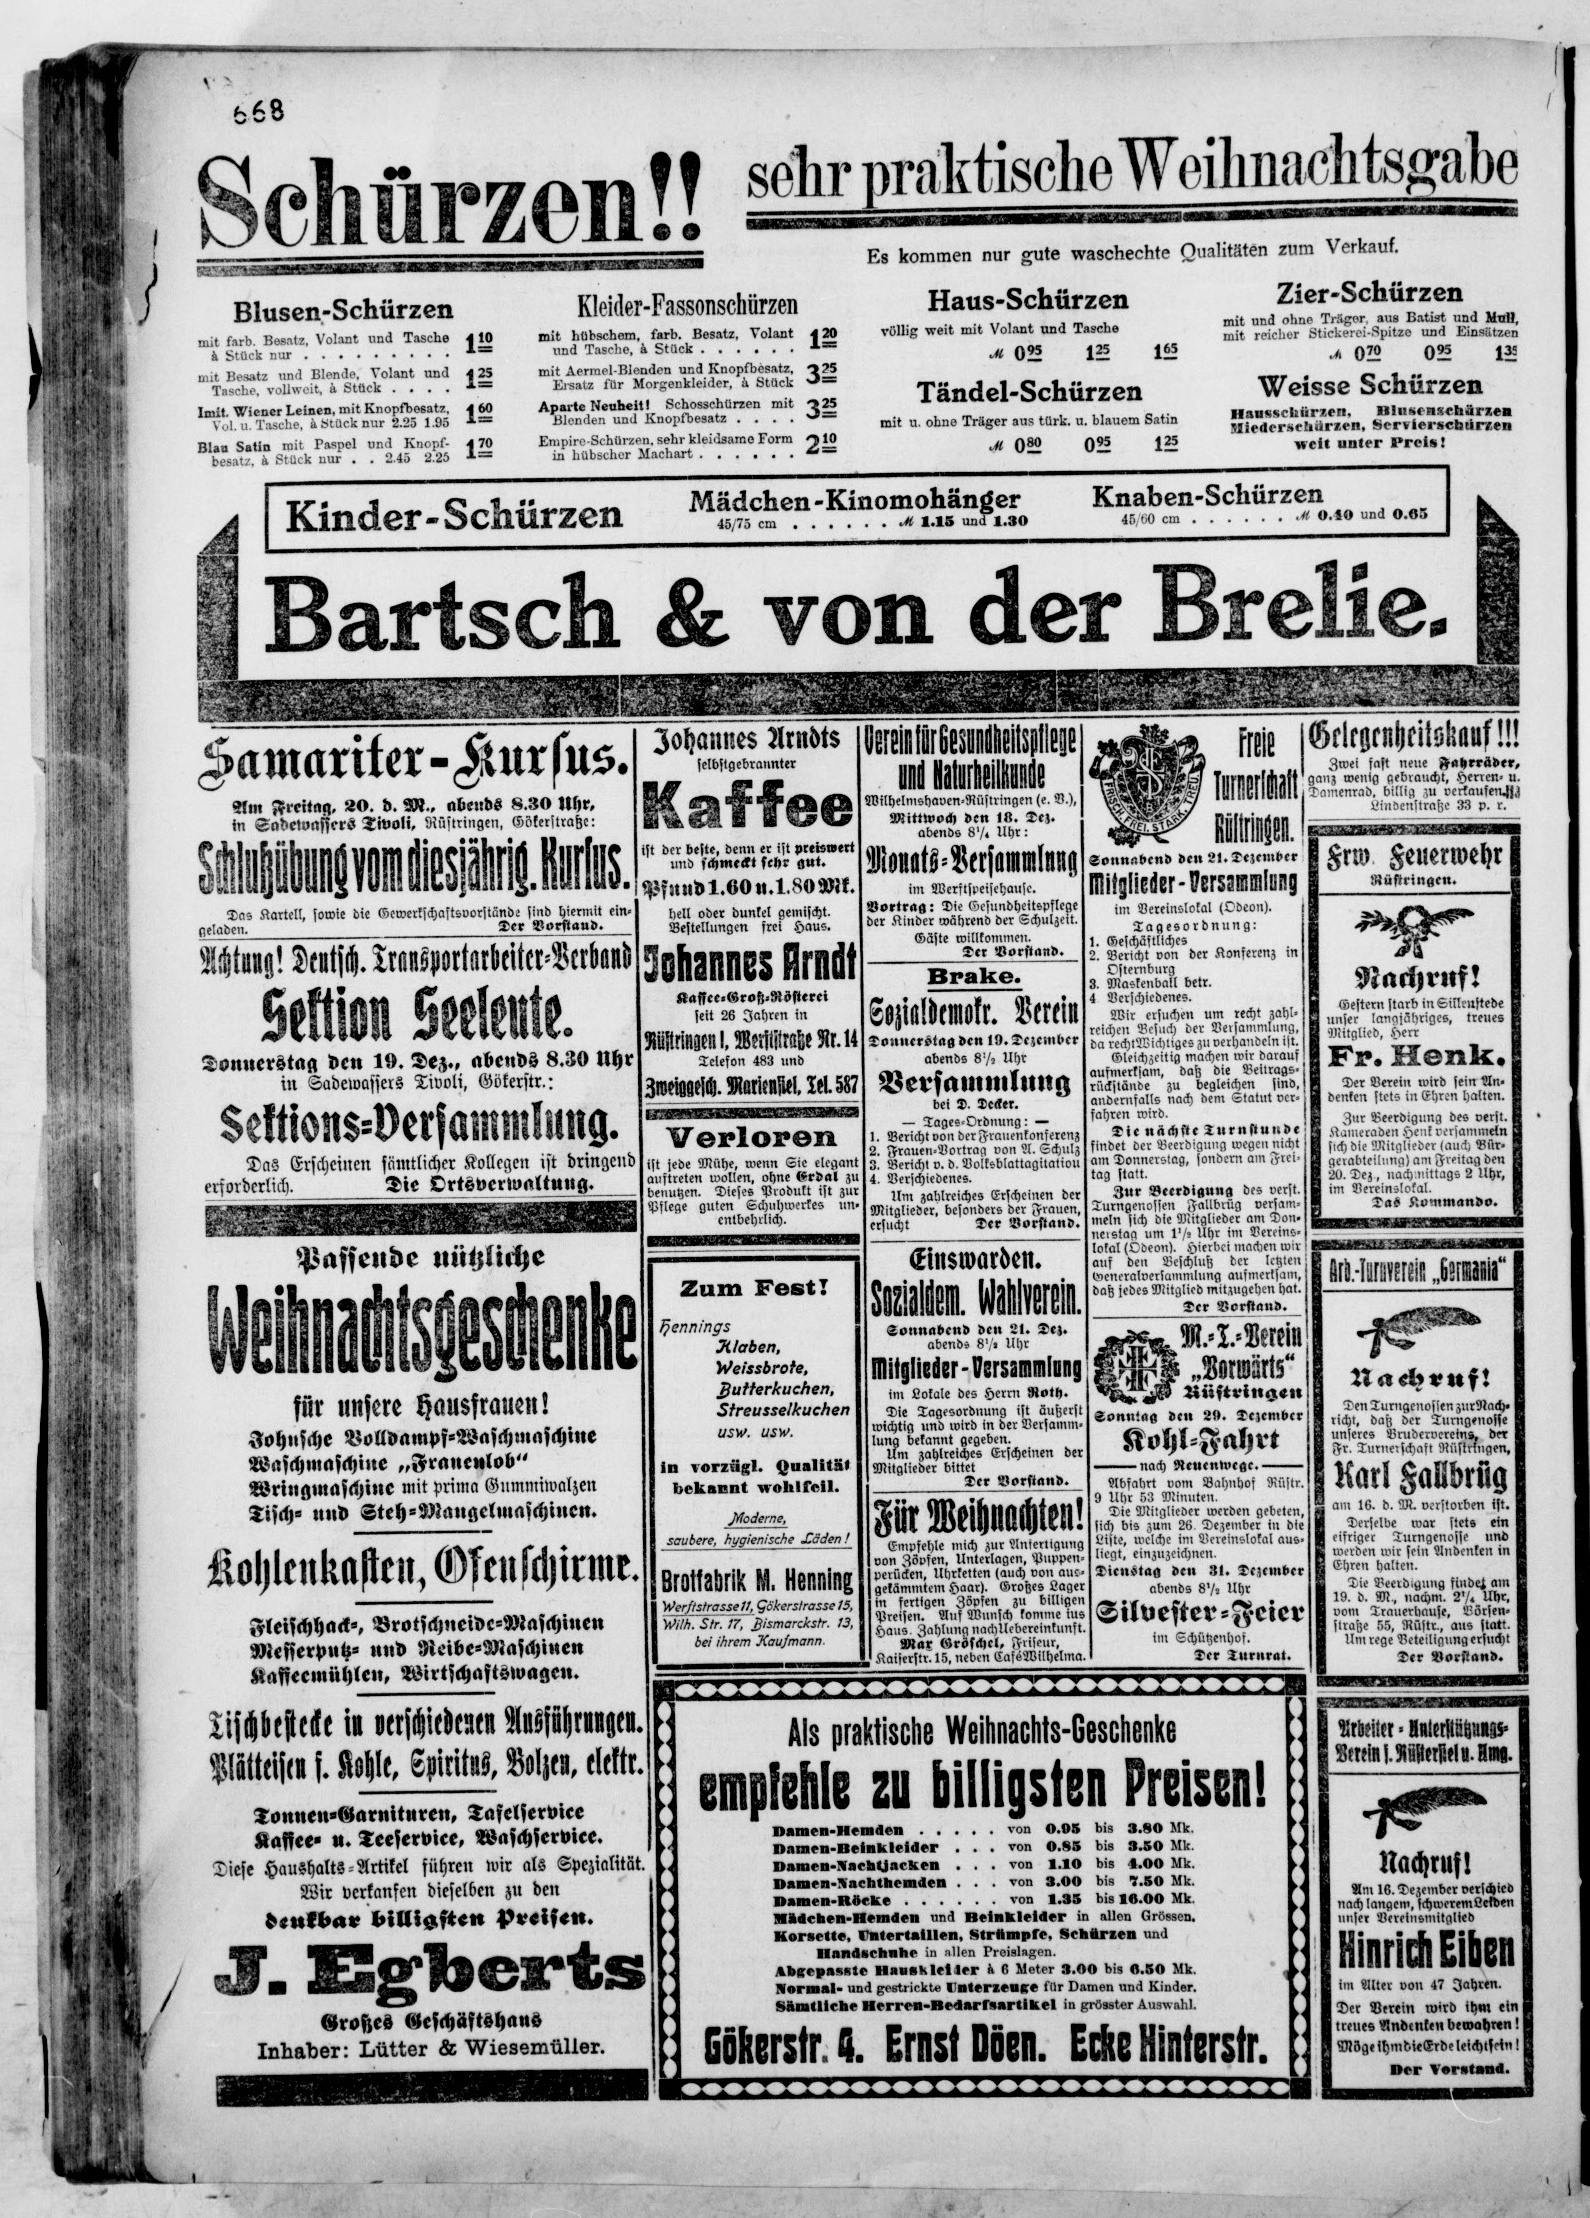 668
Schürzen!!
sehr praktische Weihnachtsgabe
Es kommen nur gute waschechte Qualitäten zum Verkauf.
Blusen-Schürzen
mit farb. Besatz, Volant und Tasche
à Stück nur . . . . . . . . . 1 10
mit Besatz und Blende, Volant und
Tasche, vollweit, à Stück . . . . 1 25
Imit. Wiener Leinen, mit Knopfbesatz,
Vol. u. Tasche, à Stück nur 2.25 1.95 1 60
Blau Satin mit Paspel und Knopf-
besatz, à Stück nur . . 2.45 2.25 1 70
Kleider-Fassonschürzen
mit hübschem, farb. Besatz, Volant
und Tasche, à Stück . . . . . . 1 20
mit Aermel-Blenden und Knopfbesatz,
Ersatz für Morgenkleider, à Stück 3 25
Aparte Neuheit! Schosschürzen mit
Blenden und Knopfbesatz . . . . 3 25
Empire-Schürzen, sehr kleidsame Form
in hübscher Machart . . . . . . 2 10
Haus-Schürzen
völlig weit mit Volant und Tasche
M 0 95 1 25 1 65
Tändel-Schürzen
mit u. ohne Träger aus türk. u. blauem Satin
M 0 80 0 95 1 25
Zier-Schürzen
mit und ohne Träger, aus Batist und Mull,
mit reicher Stickerei-Spitze und Einsätzen
M 0 70 0 95 1 35
Weisse Schürzen
Hausschürzen, Blusenschürzen
Miederschürzen, Servierschürzen
weit unter Preis!
Kinder-Schürzen
Mädchen-Kinomohänger
45/75 cm . . . . . . M 1.15 und 1.30
Knaben-Schürzen
45/60 cm . . . . . . M 0.40 und 0.65
Bartsch & von der Brelie.
Samariter-Kursus.
Am Freitag, 20. d. M., abends 8.30 Uhr,
in Sadewassers Tivoli, Rüstringen, Gökerstraße:
Schlußübung vom diesjährig. Kursus.
Das Kartell, sowie die Gewerkschaftsvorstände sind hiermit ein-
geladen. Der Vorstand.
Achtung! Deutsch. Transportarbeiter-Verband
Sektion Seeleute.
Donnerstag den 19. Dez., abends 8.30 Uhr
in Sadewassers Tivoli, Gökerstr.:
Sektions-Versammlung.
Das Erscheinen sämtlicher Kollegen ist dringend
erforderlich. Die Ortsverwaltung.
Passende nützliche
Weihnachtsgeschenke
für unsere Hausfrauen!
Johnsche Volldampf-Waschmaschine
Waschmaschine „Frauenlob“
Wringmaschine mit prima Gummiwalzen
Tisch- und Steh-Mangelmaschinen.
Kohlenkasten, Ofenschirme.
Fleischhack-, Brotschneide-Maschinen
Messerputz- und Reibe-Maschinen
Kaffeemühlen, Wirtschaftswagen.
Tischbestecke in verschiedenen Ausführungen.
Plätteisen f. Kohle, Spiritus, Bolzen, elektr.
Tonnen-Garnituren, Tafelservice
Kaffee- u. Teeservice, Waschservice.
Diese Haushalts-Artikel führen wir als Spezialität.
Wir verkaufen dieselben zu den
denkbar billigsten Preisen.
J. Egberts
Großes Geschäftshaus
Inhaber: Lütter & Wiesemüller.
Johannes Arndts
selbstgebrannter
Kaffee
ist der beste, denn er ist preiswert
und schmeckt sehr gut.
Pfund 1.60 u. 1.80 Mk.
hell oder dunkel gemischt.
Bestellungen frei Haus.
Johannes Arndt
Kaffee-Groß-Rösterei
seit 26 Jahren in
Rüstringen I, Werftstraße Nr. 14
Telefon 483 und
Zweiggesch. Mariensiel, Tel. 587
Verloren
ist jede Mühe, wenn Sie elegant
auftreten wollen, ohne Erdal zu
benutzen. Dieses Produkt ist zur
Pflege guten Schuhwerkes un-
entbehrlich.
Zum Fest!
Hennings
Klaben,
Weissbrote,
Butterkuchen,
Streusselkuchen
usw. usw.
in vorzügl. Qualität
bekannt wohlfeil.
Moderne,
saubere, hygienische Läden!
Brotfabrik M. Henning
Werftstrasse 11, Gökerstrasse 15,
Wilh. Str. 17, Bismarckstr. 13,
bei ihrem Kaufmann.
Verein für Gesundheitspflege
und Naturheilkunde
Wilhelmshaven-Rüstringen (e. V.),
Mittwoch den 18. Dez.
abends 8¼ Uhr:
Monats-Versammlung
im Werftspeisehause.
Vortrag: Die Gesundheitspflege
der Kinder während der Schulzeit.
Gäste willkommen.
Der Vorstand.
Brake.
Sozialdemokr. Verein
Donnerstag den 19. Dezember
abends 8½ Uhr
Versammlung
bei D. Decker.
— Tages-Ordnung: —
1. Bericht von der Frauenkonferenz
2. Frauen-Vortrag von A. Schulz
3. Bericht v. d. Volksblattagitation
4. Verschiedenes.
Um zahlreiches Erscheinen der
Mitglieder, besonders der Frauen,
ersucht Der Vorstand.
Einswarden.
Sozialdem. Wahlverein.
Sonnabend den 21. Dez.
abends 8½ Uhr
Mitglieder-Versammlung
im Lokale des Herrn Roth.
Die Tagesordnung ist äußerst
wichtig und wird in der Versamm-
lung bekannt gegeben.
Um zahlreiches Erscheinen der
Mitglieder bittet
Der Vorstand.
Für Weihnachten!
Empfehle mich zur Anfertigung
von Zöpfen, Unterlagen, Puppen-
perücken, Uhrketten (auch von aus-
gekämmtem Haar). Großes Lager
in fertigen Zöpfen zu billigen
Preisen. Auf Wunsch komme ins
Haus. Zahlung nach Uebereinkunft.
Max Gröschel, Friseur,
Kaiserstr. 15, neben Café Wilhelma.
FRISCH. FREI. STARK. TREU.
Freie
Turnerschaft
Rüstringen.
Sonnabend den 21. Dezember
Mitglieder-Versammlung
im Vereinslokal (Odeon).
Tagesordnung:
1. Geschäftliches
2. Bericht von der Konferenz in
Osternburg
3. Maskenball betr.
4 Verschiedenes.
Wir ersuchen um recht zahl-
reichen Besuch der Versammlung,
da recht Wichtiges zu verhandeln ist.
Gleichzeitig machen wir darauf
aufmerksam, daß die Beitrags-
rückstände zu begleichen sind,
andernfalls nach dem Statut ver-
fahren wird.
Die nächste Turnstunde
findet der Beerdigung wegen nicht
am Donnerstag, sondern am Frei-
tag statt.
Zur Beerdigung des verst.
Turngenossen Fallbrüg versam-
meln sich die Mitglieder am Don-
nerstag um 1½ Uhr im Vereins-
lokal (Odeon). Hierbei machen wir
auf den Beschluß der letzten
Generalversammlung aufmerksam,
daß jedes Mitglied mitzugehen hat.
Der Vorstand.
M.-T.-Verein
„Vorwärts“
Rüstringen
Sonntag den 29. Dezember
Kohl-Fahrt
nach Neuenwege.
Abfahrt vom Bahnhof Rüstr.
9 Uhr 53 Minuten.
Die Mitglieder werden gebeten,
sich bis zum 26. Dezember in die
Liste, welche im Vereinslokal aus-
liegt, einzuzeichnen.
Dienstag den 31. Dezember
abends 8½ Uhr
Silvester-Feier
im Schützenhof.
Der Turnrat.
Gelegenheitskauf!!!
Zwei fast neue Fahrräder,
ganz wenig gebraucht, Herren- u.
Damenrad, billig zu verkaufen.
Lindenstraße 33 p. r.
Frw. Feuerwehr
Rüstringen.
Nachruf!
Gestern starb in Sillenstede
unser langjähriges, treues
Mitglied, Herr
Fr. Henk.
Der Verein wird sein An-
denken stets in Ehren halten.
Zur Beerdigung des verst.
Kameraden Henk versammeln
sich die Mitglieder (auch Bür-
gerabteilung) am Freitag den
20. Dez., nachmittags 2 Uhr,
im Vereinslokal.
Das Kommando.
Arb.-Turnverein „Germania“
Nachruf!
Den Turngenossen zur Nach-
richt, daß der Turngenosse
unseres Brudervereins, der
Fr. Turnerschaft Rüstringen,
Karl Fallbrüg
am 16. d. M. verstorben ist.
Derselbe war stets ein
eifriger Turngenosse und
werden wir sein Andenken in
Ehren halten.
Die Beerdigung findet am
19. d. M., nachm. 2¼ Uhr,
vom Trauerhause, Börsen-
straße 55, Rüstr., aus statt.
Um rege Beteiligung ersucht
Der Vorstand.
Arbeiter-Unterstützungs-
Verein f. Rüstersiel u. Umg.
Nachruf!
Am 16. Dezember verschied
nach langem, schwerem Leiden
unser Vereinsmitglied
Hinrich Eiben
im Alter von 47 Jahren.
Der Verein wird ihm ein
treues Andenken bewahren!
Möge ihm die Erde leicht sein!
Der Vorstand.
Als praktische Weihnachts-Geschenke
empfehle zu billigsten Preisen!
Damen-Hemden . . . . . von 0.95 bis 3.80 Mk.
Damen-Beinkleider . . . von 0.85 bis 3.50 Mk.
Damen-Nachtjacken . . . von 1.10 bis 4.00 Mk.
Damen-Nachthemden . . . von 3.00 bis 7.50 Mk.
Damen-Röcke . . . . . . von 1.35 bis 16.00 Mk.
Mädchen-Hemden und Beinkleider in allen Grössen.
Korsette, Untertaillen, Strümpfe, Schürzen und
Handschuhe in allen Preislagen.
Abgepasste Hauskleider à 6 Meter 3.00 bis 6.50 Mk.
Normal- und gestrickte Unterzeuge für Damen und Kinder.
Sämtliche Herren-Bedarfsartikel in grösster Auswahl.
Gökerstr. 4. Ernst Döen. Ecke Hinterstr.